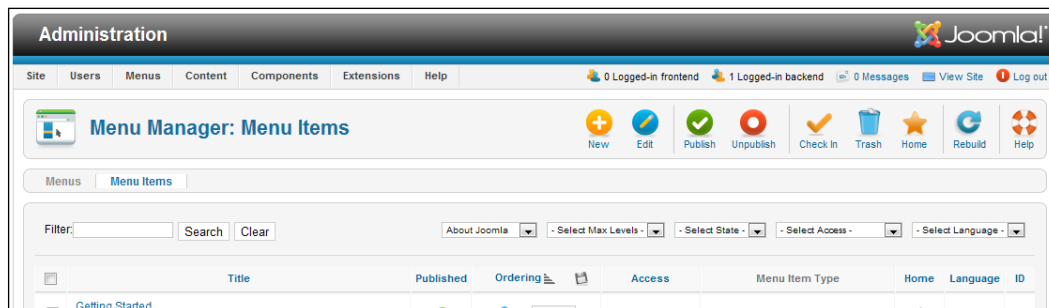 Administration
Joomla!
Site Users Menus Content Components Extensions Help 0 Logged-in frontend 1 Logged-in backend 0 Messages View Site Log out
Menu Manager: Menu Items
New Edit Publish Unpublish Check In Trash Home Rebuild Help
Menus Menu Items
Filter: Search Clear About Joomla - Select Max Levels - - Select State - - Select Access - - Select Language -
Title Published Ordering Access Menu Item Type Home Language ID
Getting Started